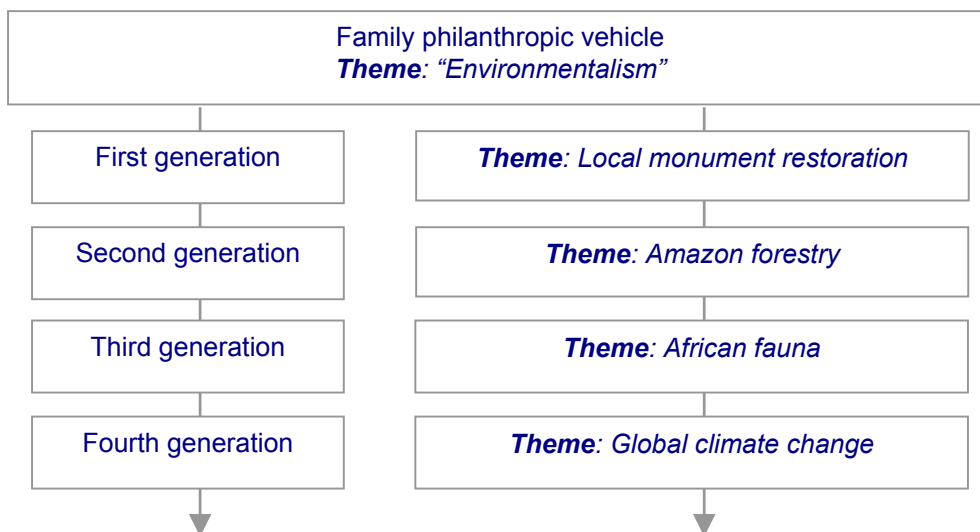 Family philanthropic vehicle
Theme: “Environmentalism”
First generation
Theme: Local monument restoration
Second generation
Theme: Amazon forestry
Third generation
Theme: African fauna
Fourth generation
Theme: Global climate change